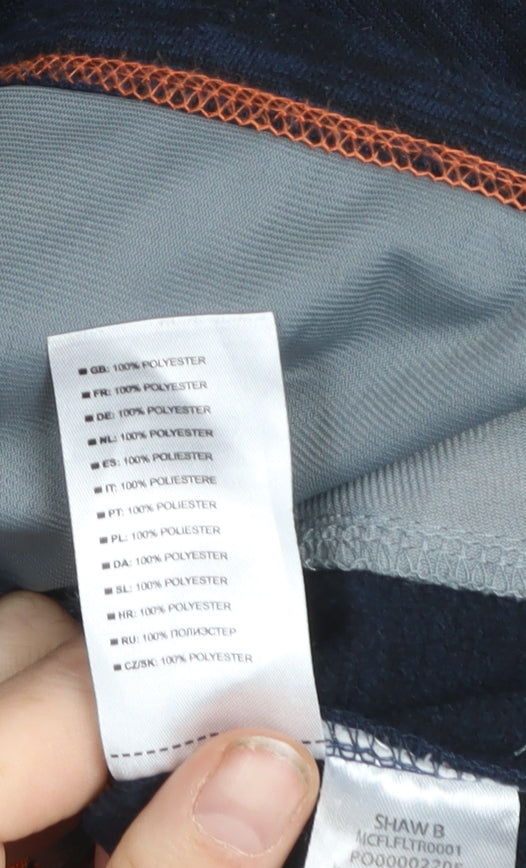 GB: 100% POLYESTER
FR: 100% POLYESTER
DE: 100% POLYESTER
NL: 100% POLYESTER
ES: 100% POLYESTER
IT: 100% POLIESTERE
PT: 100% POLIESTER
PL: 100% POLIESTER
DA: 100% POLYESTER
SL: 100% POLYESTER
HR: 100% POLYESTER
RU: 100% ПОЛИЭСТЕР
CZ/SK: 100% POLYESTER
SHAW B
MCFLFLTR0001